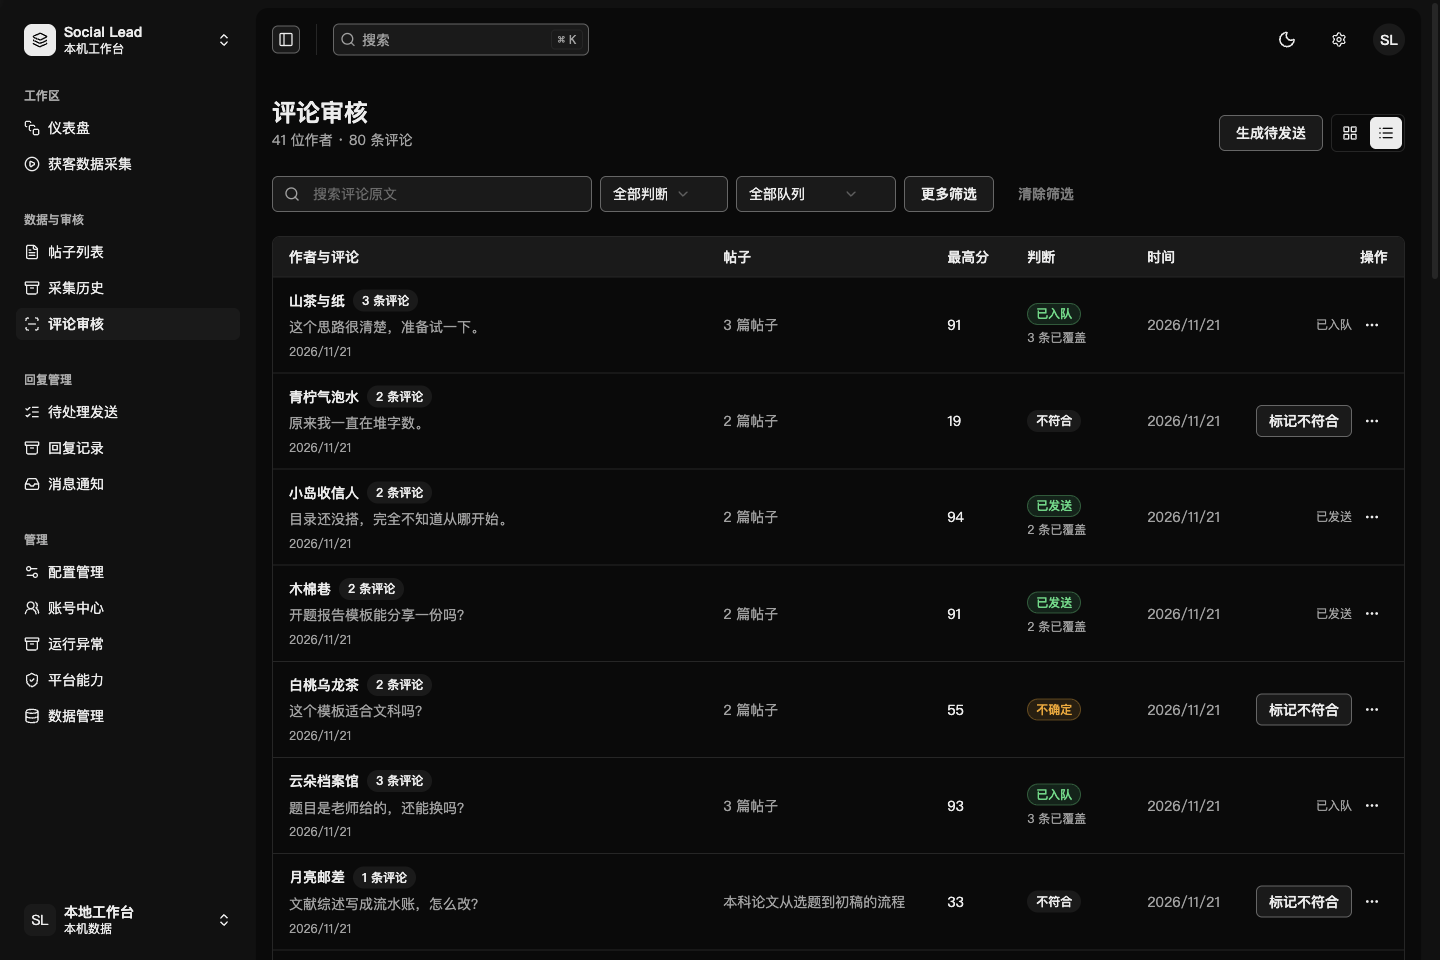 Social Lead
本机工作台
搜索
⌘ K
SL
工作区
仪表盘
获客数据采集
数据与审核
帖子列表
采集历史
评论审核
回复管理
待处理发送
回复记录
消息通知
管理
配置管理
账号中心
运行异常
平台能力
数据管理
SL
本地工作台
本机数据
评论审核
41 位作者 · 80 条评论
生成待发送
搜索评论原文
全部判断
全部队列
更多筛选
清除筛选
作者与评论 帖子 最高分 判断 时间 操作
山茶与纸 3 条评论
这个思路很清楚，准备试一下。
2026/11/21
3 篇帖子
91
已入队
3 条已覆盖
2026/11/21
已入队
青柠气泡水 2 条评论
原来我一直在堆字数。
2026/11/21
2 篇帖子
19
不符合
2026/11/21
标记不符合
小岛收信人 2 条评论
目录还没搭，完全不知道从哪开始。
2026/11/21
2 篇帖子
94
已发送
2 条已覆盖
2026/11/21
已发送
木棉巷 2 条评论
开题报告模板能分享一份吗?
2026/11/21
2 篇帖子
91
已发送
2 条已覆盖
2026/11/21
已发送
白桃乌龙茶 2 条评论
这个模板适合文科吗?
2026/11/21
2 篇帖子
55
不确定
2026/11/21
标记不符合
云朵档案馆 3 条评论
题目是老师给的，还能换吗?
2026/11/21
3 篇帖子
93
已入队
3 条已覆盖
2026/11/21
已入队
月亮邮差 1 条评论
文献综述写成流水账，怎么改?
2026/11/21
本科论文从选题到初稿的流程
33
不符合
2026/11/21
标记不符合